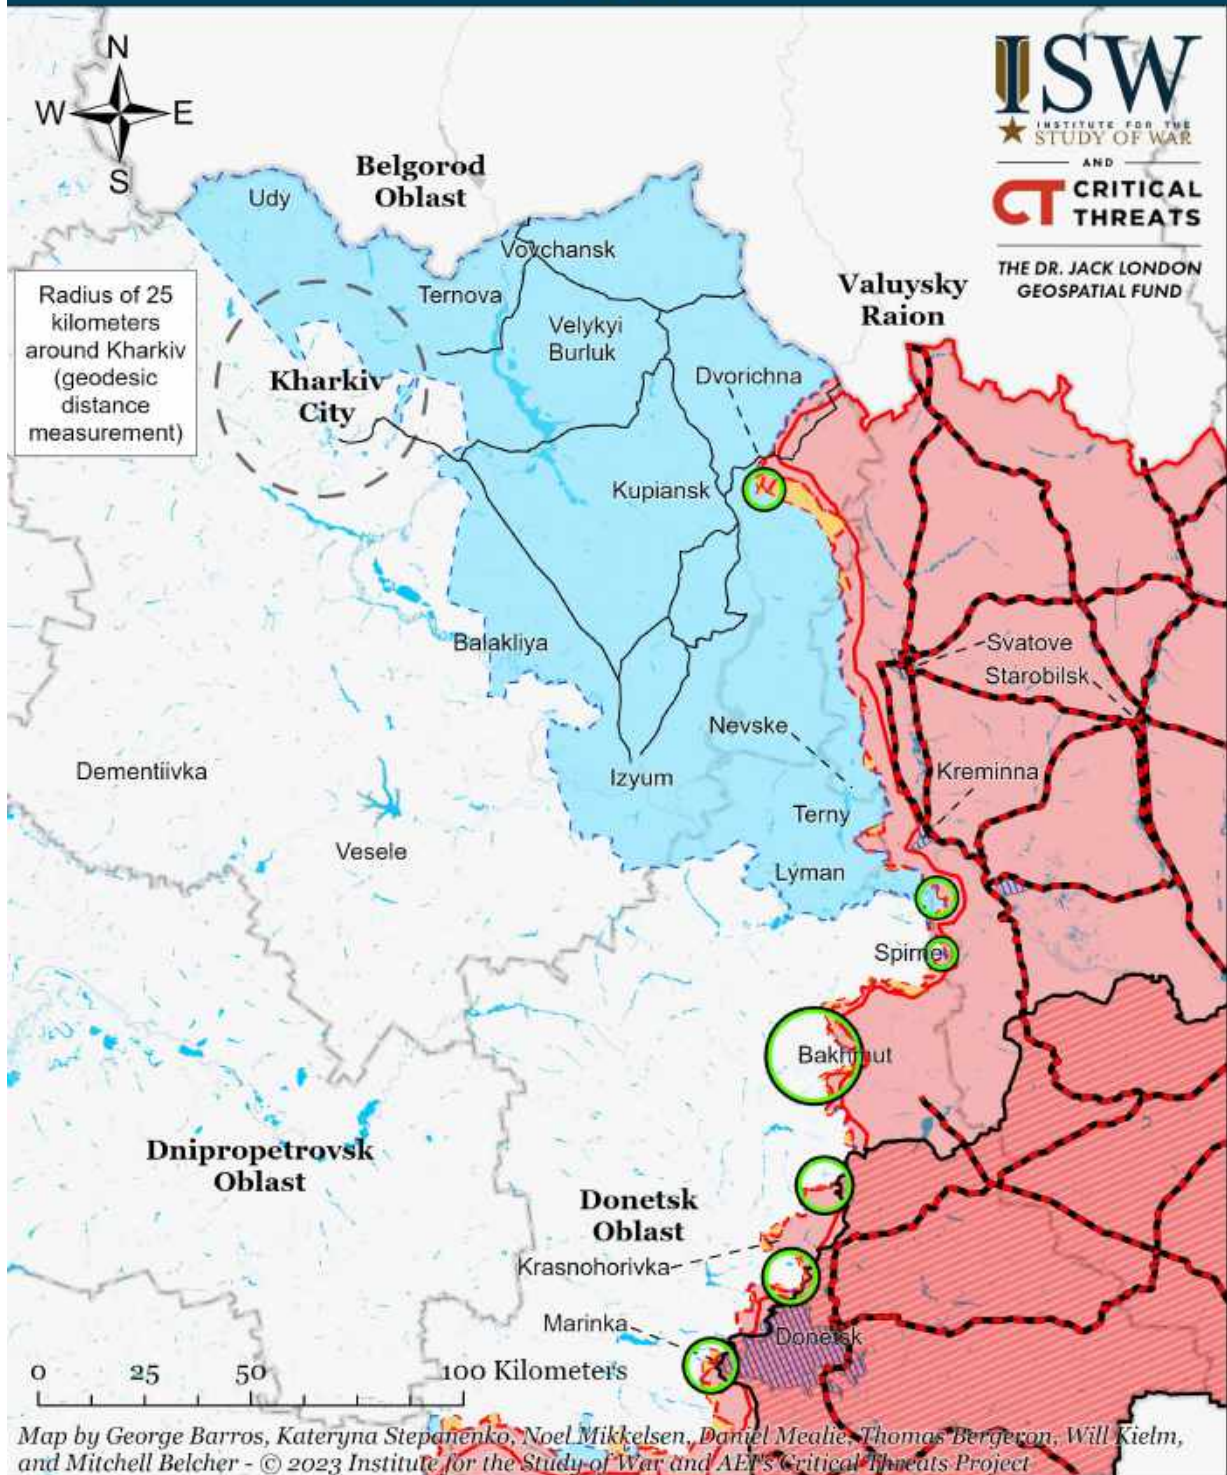 N
W E
S
ISW
INSTITUTE FOR THE
STUDY OF WAR
AND
CT CRITICAL
THREATS
THE DR. JACK LONDON
GEOSPATIAL FUND
Belgorod
Oblast
Udy
Vovchansk
Ternova
Velykyi
Burluk
Valuysky
Raion
Radius of 25
kilometers
around Kharkiv
(geodesic
distance
measurement)
Kharkiv
City
Dvorichna
Kupiansk
Balakliya
Svatove
Starobilsk
Nevske
Dementiivka
Izyum
Kreminna
Terny
Vesele
Lyman
Spirne
Bakhmut
Dnipropetrovsk
Oblast
Donetsk
Oblast
Krasnohorivka
Marinka
Donetsk
0 25 50 100 Kilometers
Map by George Barros, Kateryna Stepanenko, Noel Mikkelsen, Daniel Mealie, Thomas Bergeron, Will Kielm,
and Mitchell Belcher - © 2023 Institute for the Study of War and AEI's Critical Threats Project